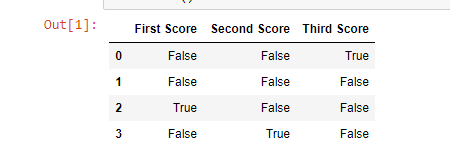 Out[1]:
First Score Second Score Third Score
0 False False True
1 False False False
2 True False False
3 False True False